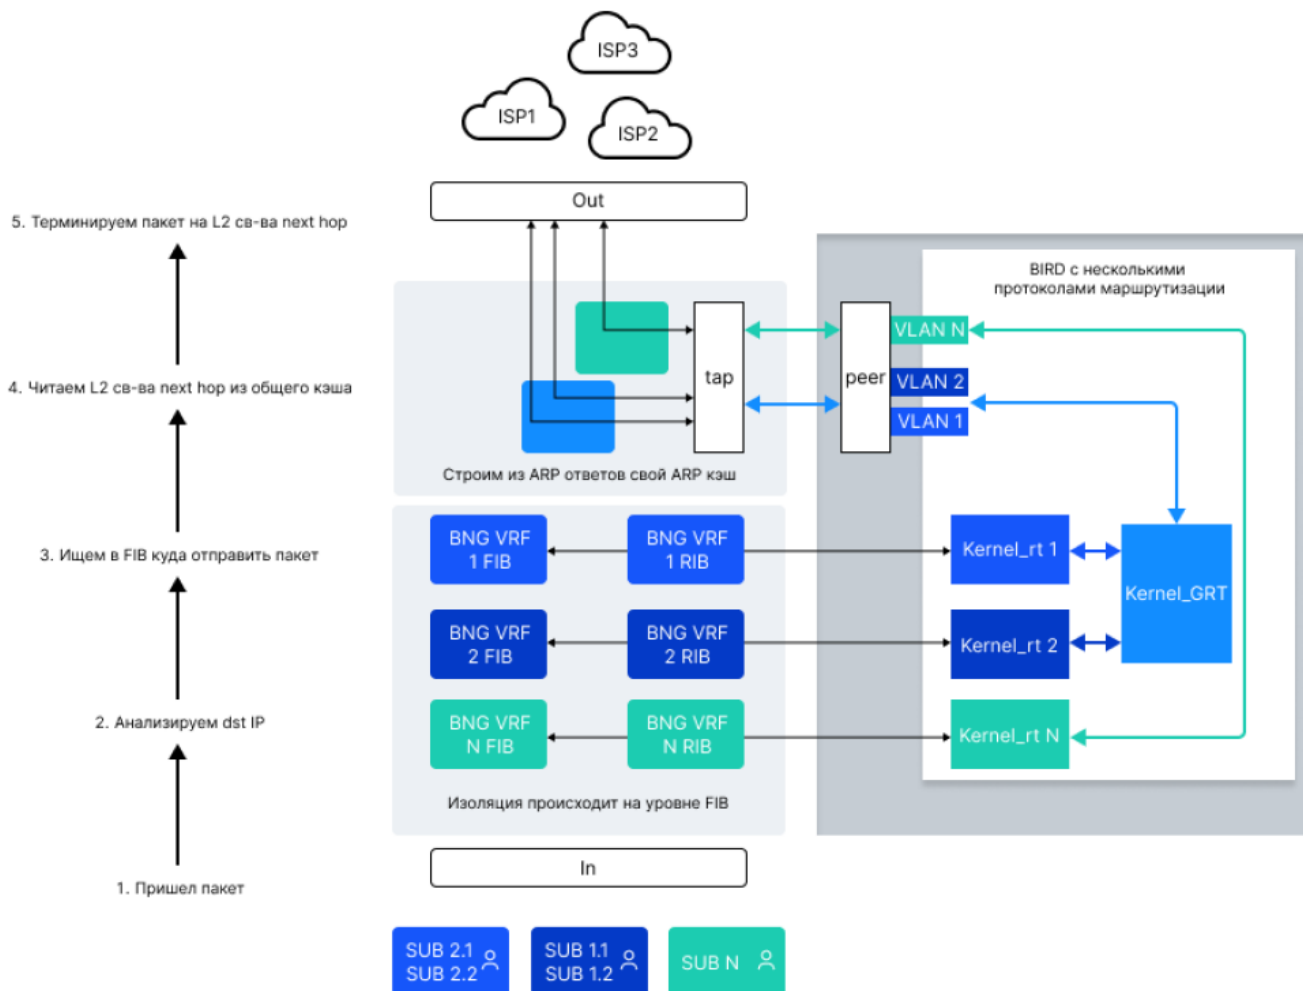 ISP3
ISP1
ISP2
Out
5. Терминируем пакет на L2 св-ва next hop
BIRD с несколькими
протоколами маршрутизации
VLAN N
tap
peer
VLAN 2
4. Читаем L2 св-ва next hop из общего кэша
VLAN 1
Строим из ARP ответов свой ARP кэш
BNG VRF
1 FIB
BNG VRF
1 RIB
Kernel_rt 1
3. Ищем в FIB куда отправить пакет
Kernel_GRT
BNG VRF
2 FIB
BNG VRF
2 RIB
Kernel_rt 2
2. Анализируем dst IP
BNG VRF
N FIB
BNG VRF
N RIB
Kernel_rt N
Изоляция происходит на уровне FIB
In
1. Пришел пакет
SUB 2.1
SUB 2.2
SUB 1.1
SUB 1.2
SUB N